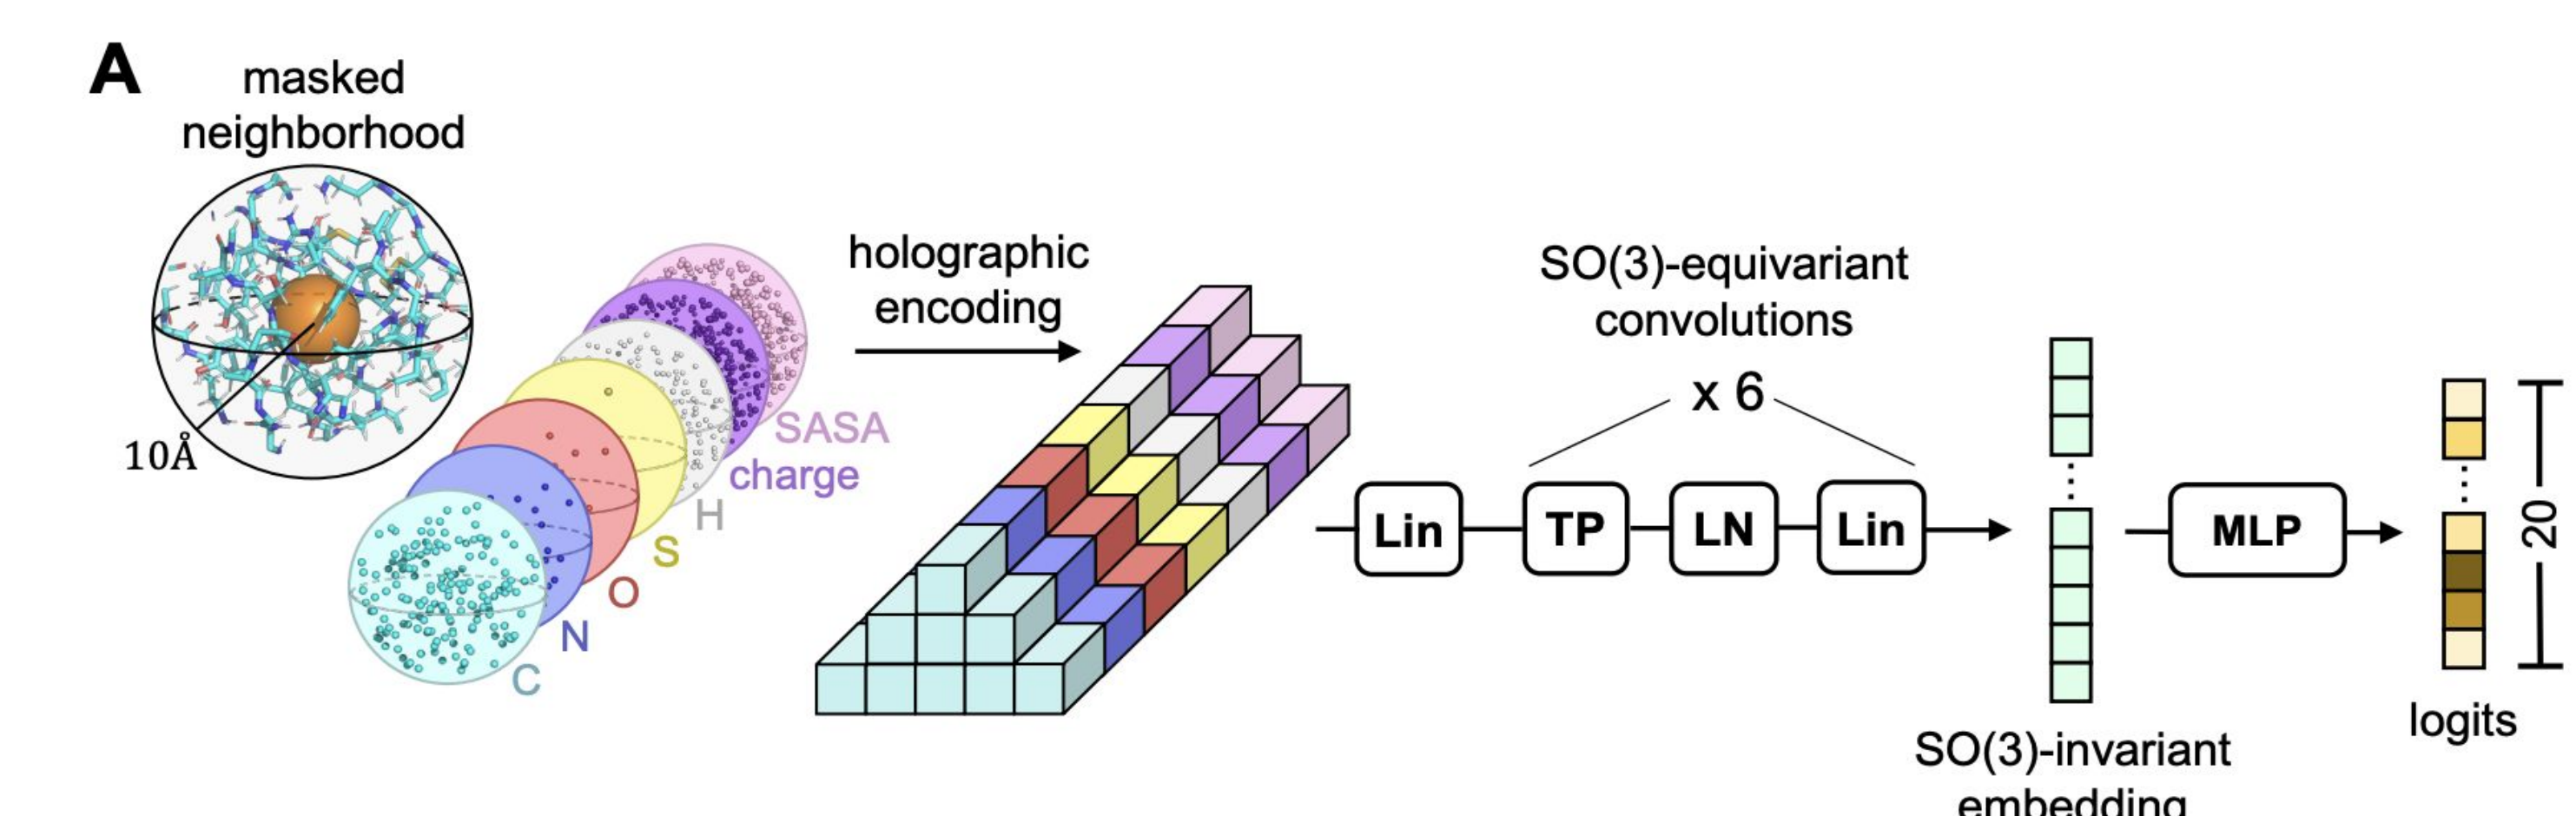 A
masked
neighborhood
10Å
C
N
O
S
H
charge
SASA
holographic
encoding
SO(3)-equivariant
convolutions
x 6
Lin
TP
LN
Lin
SO(3)-invariant
embedding
MLP
20
logits